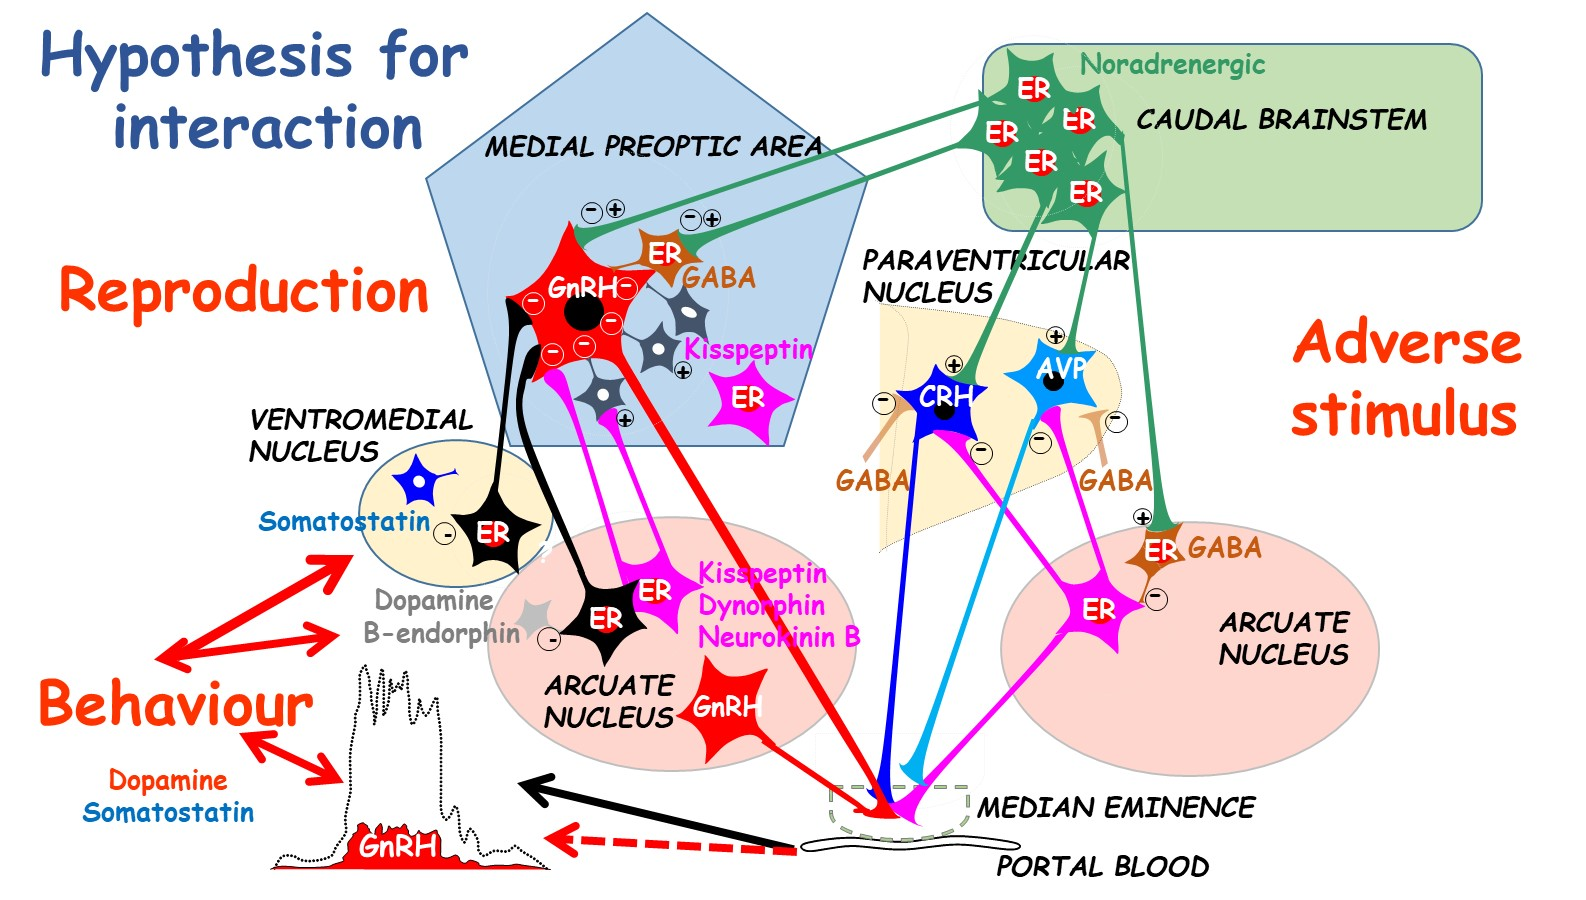 Hypothesis for
interaction
Noradrenergic
ER
ER
ER
ER
ER
CAUDAL BRAINSTEM
MEDIAL PREOPTIC AREA
Reproduction
- +
- +
ER
GABA
GnRH
-
-
-
-
-
Kisspeptin
+
ER
+
PARAVENTRICULAR
NUCLEUS
+
+
AVP
CRH
-
-
-
-
GABA
GABA
Adverse
stimulus
VENTROMEDIAL
NUCLEUS
Somatostatin
ER
-
?
Dopamine
B-endorphin
-
ER
ER
Kisspeptin
Dynorphin
Neurokinin B
ARCUATE
NUCLEUS
GnRH
+
ER
GABA
-
ER
ARCUATE
NUCLEUS
Behaviour
Dopamine
Somatostatin
GnRH
MEDIAN EMINENCE
PORTAL BLOOD